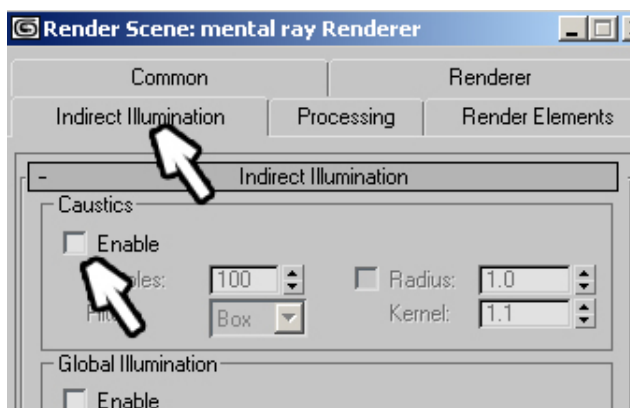 Render Scene: mental ray Renderer
Common Renderer
Indirect Illumination Processing Render Elements
- Indirect Illumination
Caustics
Enable
100 Radius: 1.0
Box Kernel: 1.1
Global Illumination
Enable